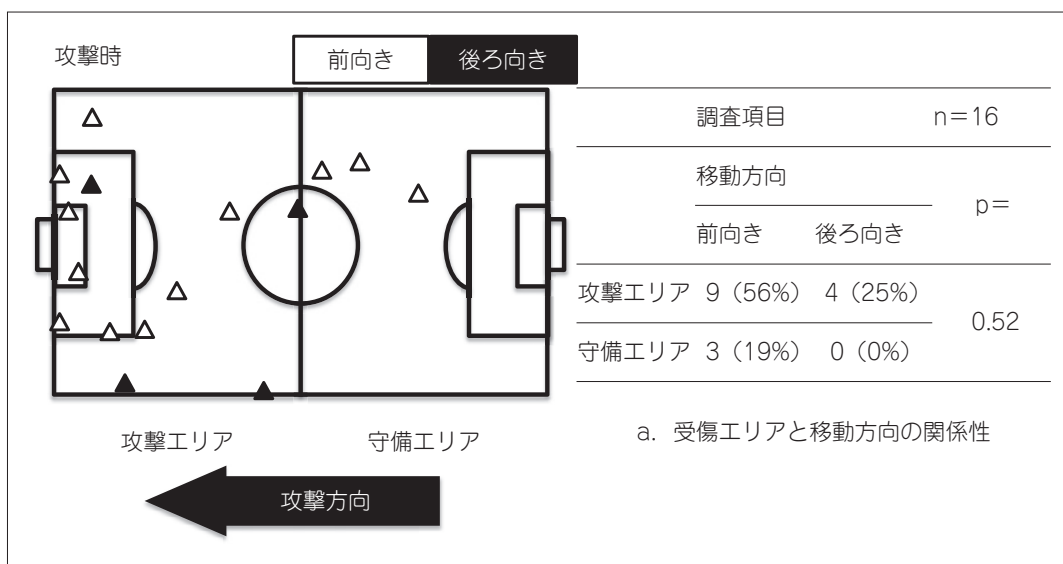 攻撃時
前向き 後ろ向き
調査項目 n=16
移動方向
p=
前向き 後ろ向き
攻撃エリア 9（56%） 4（25%）
0.52
守備エリア 3（19%） 0（0%）
攻撃エリア 守備エリア
a. 受傷エリアと移動方向の関係性
攻撃方向